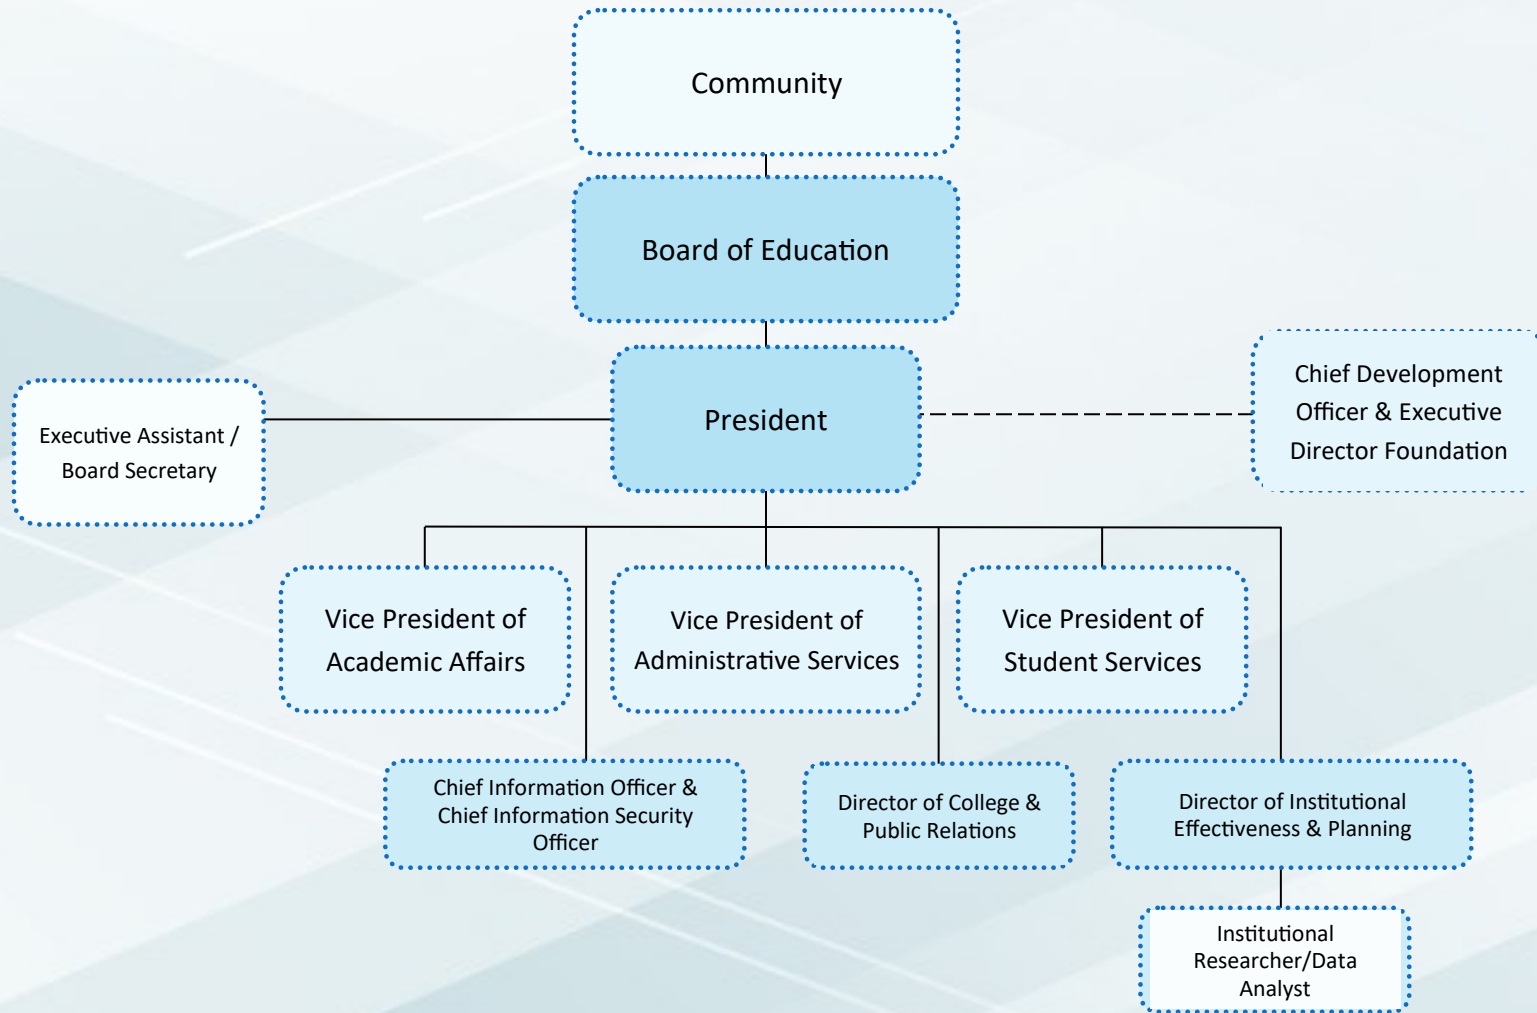 Community
Board of Education
President
Executive Assistant /
Board Secretary
Chief Development
Officer & Executive
Director Foundation
Vice President of
Academic Affairs
Vice President of
Administrative Services
Vice President of
Student Services
Chief Information Officer &
Chief Information Security
Officer
Director of College &
Public Relations
Director of Institutional
Effectiveness & Planning
Institutional
Researcher/Data
Analyst